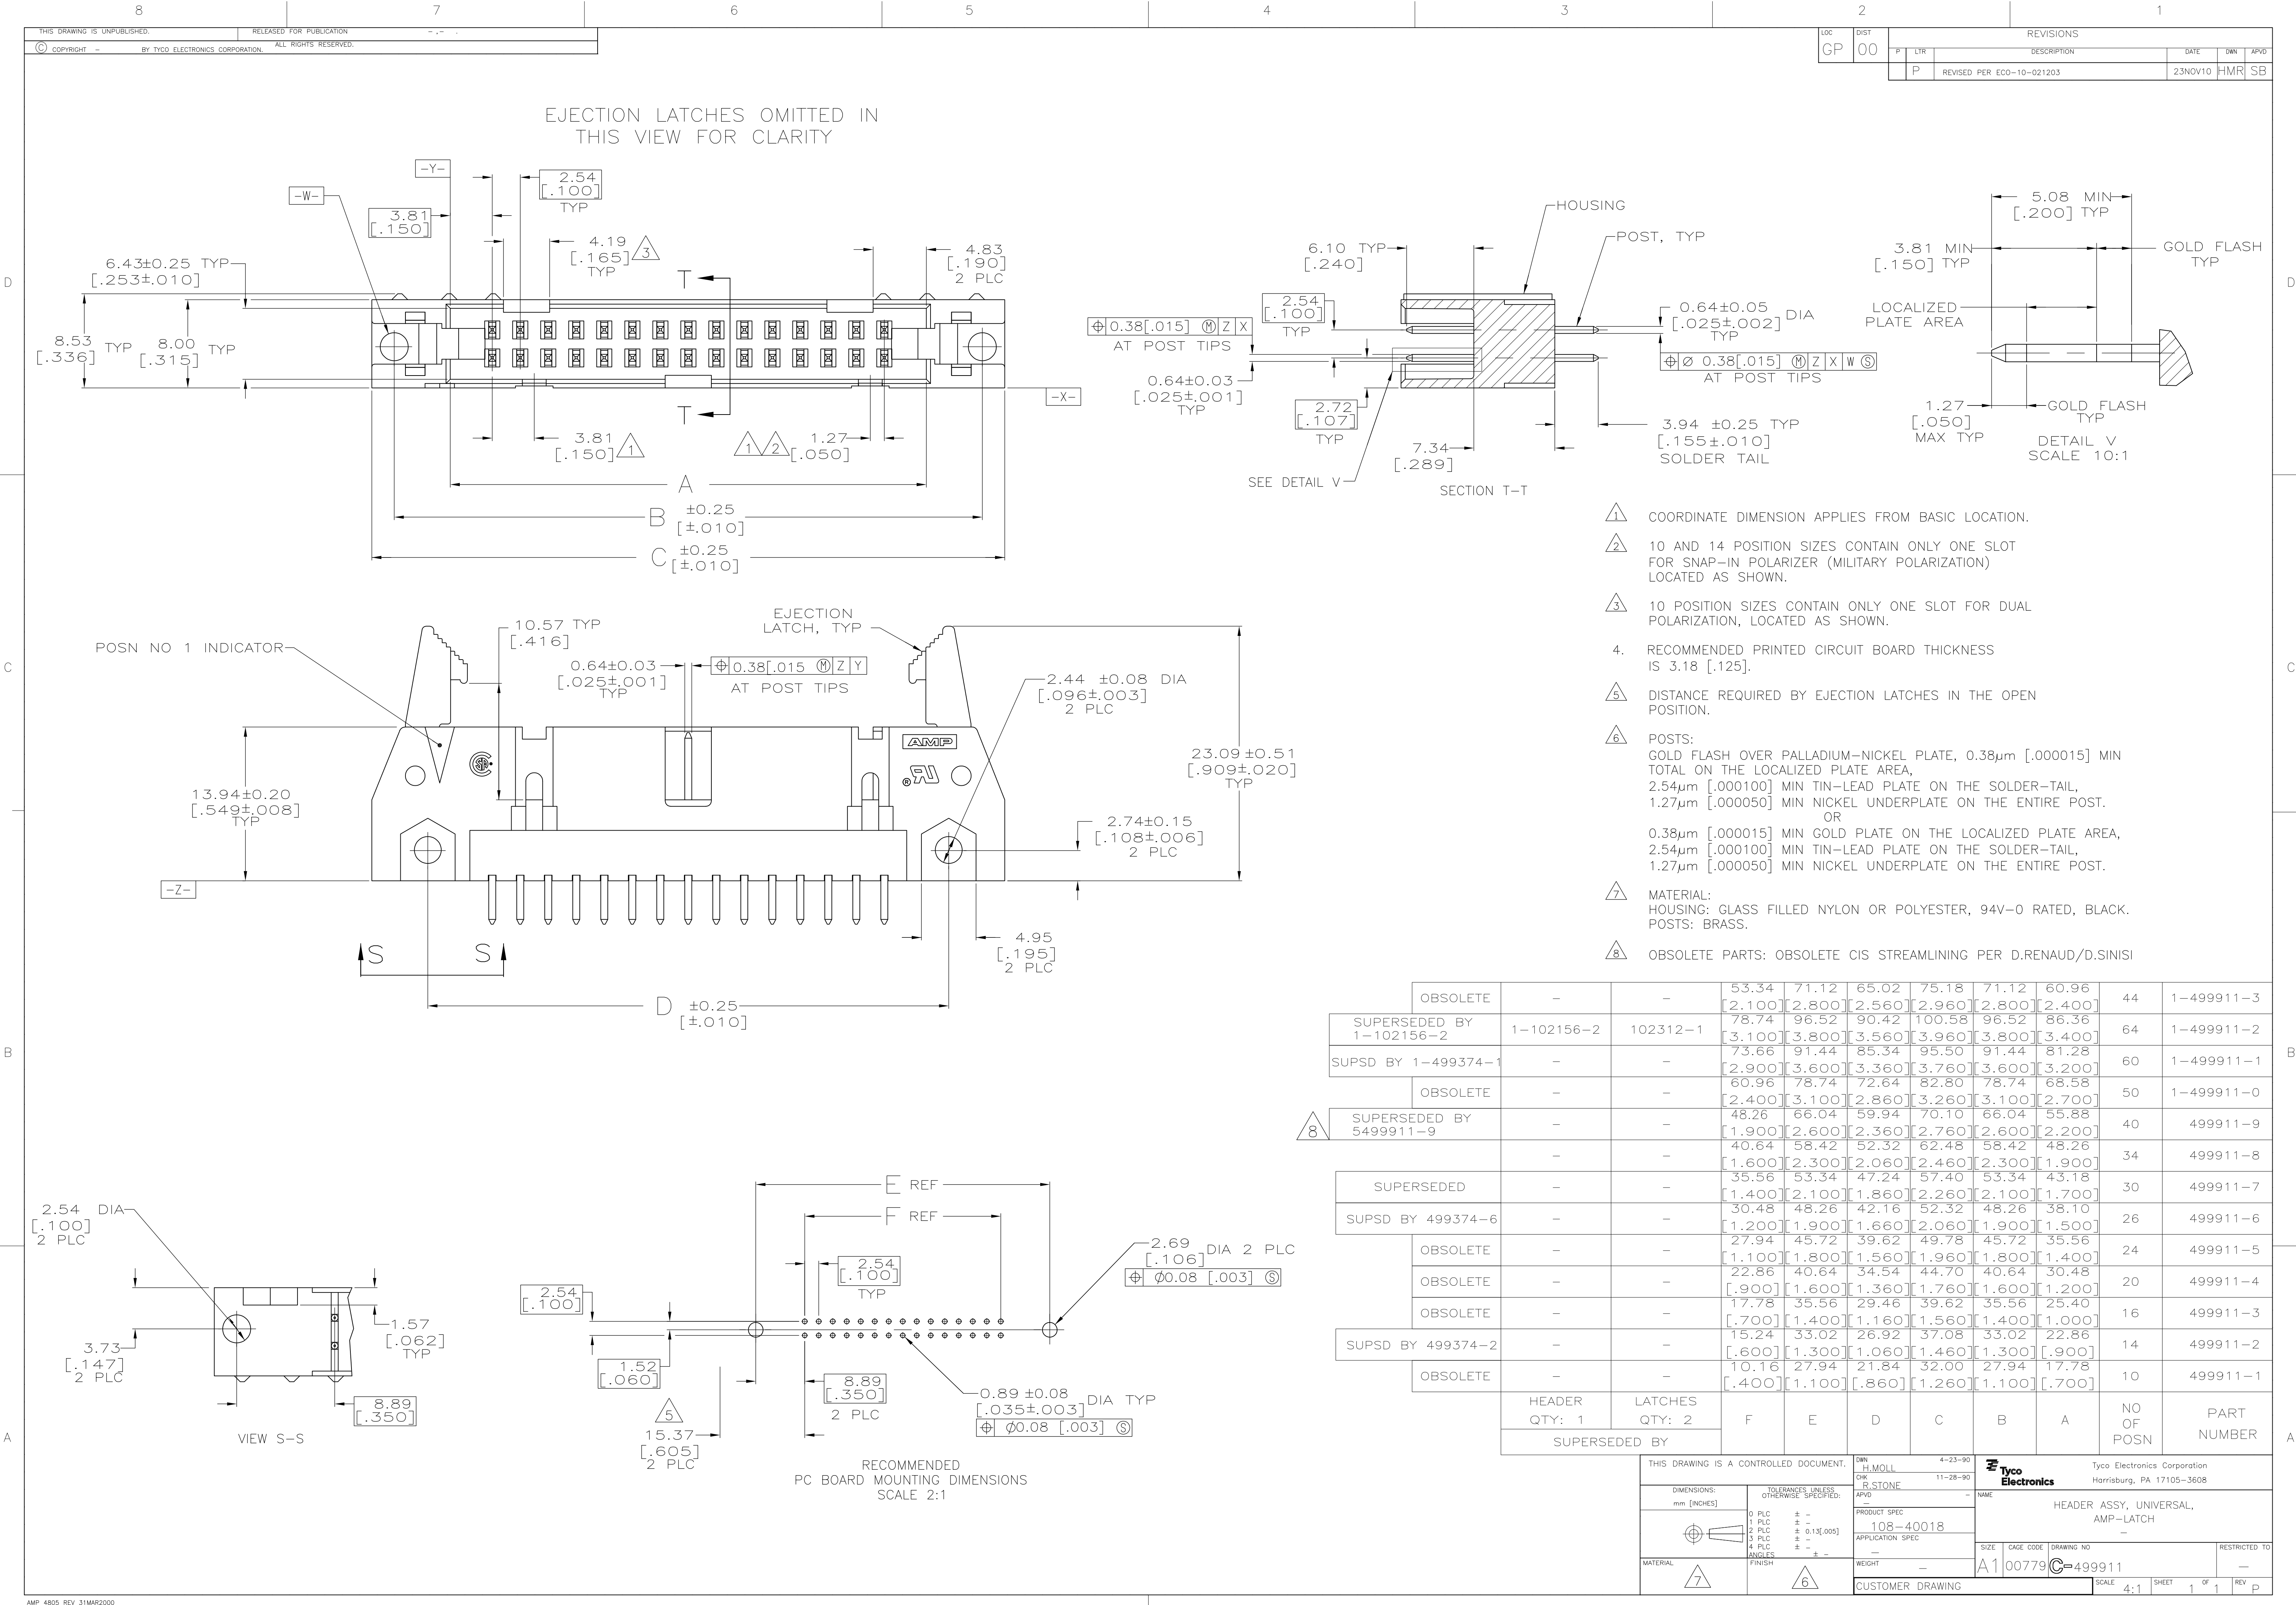 8 7 6 5 4 3 2 1
THIS DRAWING IS UNPUBLISHED. RELEASED FOR PUBLICATION - ,- .
© COPYRIGHT - BY TYCO ELECTRONICS CORPORATION. ALL RIGHTS RESERVED.
LOC DIST REVISIONS
GP 00 P LTR DESCRIPTION DATE DWN APVD
P REVISED PER ECO-10-021203 23NOV10 HMR SB
EJECTION LATCHES OMITTED IN
THIS VIEW FOR CLARITY
-Y-
-W-
2.54
[.100]
TYP
3.81
[.150]
4.19
[.165] 3
TYP
4.83
[.190]
2 PLC
6.43±0.25 TYP
[.253±.010]
8.53
[.336] TYP
8.00
[.315] TYP
T
T
-X-
3.81
[.150] 1
1 2 1.27
[.050]
A
B ±0.25
[±.010]
C ±0.25
[±.010]
HOUSING
POST, TYP
6.10 TYP
[.240]
2.54
[.100]
TYP
⌖ 0.38[.015] Ⓜ Z X
AT POST TIPS
0.64±0.03
[.025±.001]
TYP
2.72
[.107]
TYP
7.34
[.289]
SEE DETAIL V
SECTION T-T
0.64±0.05
[.025±.002] DIA
TYP
⌖ Ø 0.38[.015] Ⓜ Z X W Ⓢ
AT POST TIPS
3.94 ±0.25 TYP
[.155±.010]
SOLDER TAIL
5.08 MIN
[.200] TYP
3.81 MIN
[.150] TYP
GOLD FLASH
TYP
LOCALIZED
PLATE AREA
1.27
[.050]
MAX TYP
GOLD FLASH
TYP
DETAIL V
SCALE 10:1
1 COORDINATE DIMENSION APPLIES FROM BASIC LOCATION.
2 10 AND 14 POSITION SIZES CONTAIN ONLY ONE SLOT
FOR SNAP-IN POLARIZER (MILITARY POLARIZATION)
LOCATED AS SHOWN.
3 10 POSITION SIZES CONTAIN ONLY ONE SLOT FOR DUAL
POLARIZATION, LOCATED AS SHOWN.
4. RECOMMENDED PRINTED CIRCUIT BOARD THICKNESS
IS 3.18 [.125].
5 DISTANCE REQUIRED BY EJECTION LATCHES IN THE OPEN
POSITION.
6 POSTS:
GOLD FLASH OVER PALLADIUM-NICKEL PLATE, 0.38µm [.000015] MIN
TOTAL ON THE LOCALIZED PLATE AREA,
2.54µm [.000100] MIN TIN-LEAD PLATE ON THE SOLDER-TAIL,
1.27µm [.000050] MIN NICKEL UNDERPLATE ON THE ENTIRE POST.
OR
0.38µm [.000015] MIN GOLD PLATE ON THE LOCALIZED PLATE AREA,
2.54µm [.000100] MIN TIN-LEAD PLATE ON THE SOLDER-TAIL,
1.27µm [.000050] MIN NICKEL UNDERPLATE ON THE ENTIRE POST.
7 MATERIAL:
HOUSING: GLASS FILLED NYLON OR POLYESTER, 94V-0 RATED, BLACK.
POSTS: BRASS.
8 OBSOLETE PARTS: OBSOLETE CIS STREAMLINING PER D.RENAUD/D.SINISI
POSN NO 1 INDICATOR
10.57 TYP
[.416]
EJECTION
LATCH, TYP
0.64±0.03
[.025±.001]
TYP
⌖ 0.38[.015 Ⓜ Z Y
AT POST TIPS
2.44 ±0.08 DIA
[.096±.003]
2 PLC
AMP
23.09 ±0.51
[.909±.020]
TYP
13.94±0.20
[.549±.008]
TYP
2.74±0.15
[.108±.006]
2 PLC
-Z-
S S
4.95
[.195]
2 PLC
D ±0.25
[±.010]
2.54 DIA
[.100]
2 PLC
3.73
[.147]
2 PLC
1.57
[.062]
TYP
8.89
[.350]
VIEW S-S
E REF
F REF
2.54
[.100]
TYP
2.54
[.100]
2.69
[.106] DIA 2 PLC
⌖ Ø0.08 [.003] Ⓢ
1.52
[.060]
8.89
[.350]
2 PLC
0.89 ±0.08
[.035±.003] DIA TYP
⌖ Ø0.08 [.003] Ⓢ
5
15.37
[.605]
2 PLC
RECOMMENDED
PC BOARD MOUNTING DIMENSIONS
SCALE 2:1
OBSOLETE - - 53.34 71.12 65.02 75.18 71.12 60.96 44 1-499911-3
[2.100] [2.800] [2.560] [2.960] [2.800] [2.400]
SUPERSEDED BY 1-102156-2 1-102156-2 102312-1 78.74 96.52 90.42 100.58 96.52 86.36 64 1-499911-2
[3.100] [3.800] [3.560] [3.960] [3.800] [3.400]
SUPSD BY 1-499374-1 - - 73.66 91.44 85.34 95.50 91.44 81.28 60 1-499911-1
[2.900] [3.600] [3.360] [3.760] [3.600] [3.200]
OBSOLETE - - 60.96 78.74 72.64 82.80 78.74 68.58 50 1-499911-0
[2.400] [3.100] [2.860] [3.260] [3.100] [2.700]
8 SUPERSEDED BY 5499911-9 - - 48.26 66.04 59.94 70.10 66.04 55.88 40 499911-9
[1.900] [2.600] [2.360] [2.760] [2.600] [2.200]
- - 40.64 58.42 52.32 62.48 58.42 48.26 34 499911-8
[1.600] [2.300] [2.060] [2.460] [2.300] [1.900]
SUPERSEDED - - 35.56 53.34 47.24 57.40 53.34 43.18 30 499911-7
[1.400] [2.100] [1.860] [2.260] [2.100] [1.700]
SUPSD BY 499374-6 - - 30.48 48.26 42.16 52.32 48.26 38.10 26 499911-6
[1.200] [1.900] [1.660] [2.060] [1.900] [1.500]
OBSOLETE - - 27.94 45.72 39.62 49.78 45.72 35.56 24 499911-5
[1.100] [1.800] [1.560] [1.960] [1.800] [1.400]
OBSOLETE - - 22.86 40.64 34.54 44.70 40.64 30.48 20 499911-4
[.900] [1.600] [1.360] [1.760] [1.600] [1.200]
OBSOLETE - - 17.78 35.56 29.46 39.62 35.56 25.40 16 499911-3
[.700] [1.400] [1.160] [1.560] [1.400] [1.000]
SUPSD BY 499374-2 - - 15.24 33.02 26.92 37.08 33.02 22.86 14 499911-2
[.600] [1.300] [1.060] [1.460] [1.300] [.900]
OBSOLETE - - 10.16 27.94 21.84 32.00 27.94 17.78 10 499911-1
[.400] [1.100] [.860] [1.260] [1.100] [.700]
HEADER QTY: 1 LATCHES QTY: 2 F E D C B A NO OF POSN PART NUMBER
SUPERSEDED BY
THIS DRAWING IS A CONTROLLED DOCUMENT.
DIMENSIONS:
mm [INCHES]
TOLERANCES UNLESS
OTHERWISE SPECIFIED:
0 PLC ± -
1 PLC ± -
2 PLC ± 0.13[.005]
3 PLC ± -
4 PLC ± -
ANGLES ± -
MATERIAL 7
FINISH 6
DWN 4-23-90
H.MOLL
CHK 11-28-90
R.STONE
APVD -
-
PRODUCT SPEC
108-40018
APPLICATION SPEC
-
WEIGHT -
CUSTOMER DRAWING
Tyco
Electronics
Tyco Electronics Corporation
Harrisburg, PA 17105-3608
NAME
HEADER ASSY, UNIVERSAL,
AMP-LATCH
-
SIZE CAGE CODE DRAWING NO RESTRICTED TO
A1 00779 C-499911 -
SCALE 4:1 SHEET 1 OF 1 REV P
D D
C C
B B
A A
AMP 4805 REV 31MAR2000